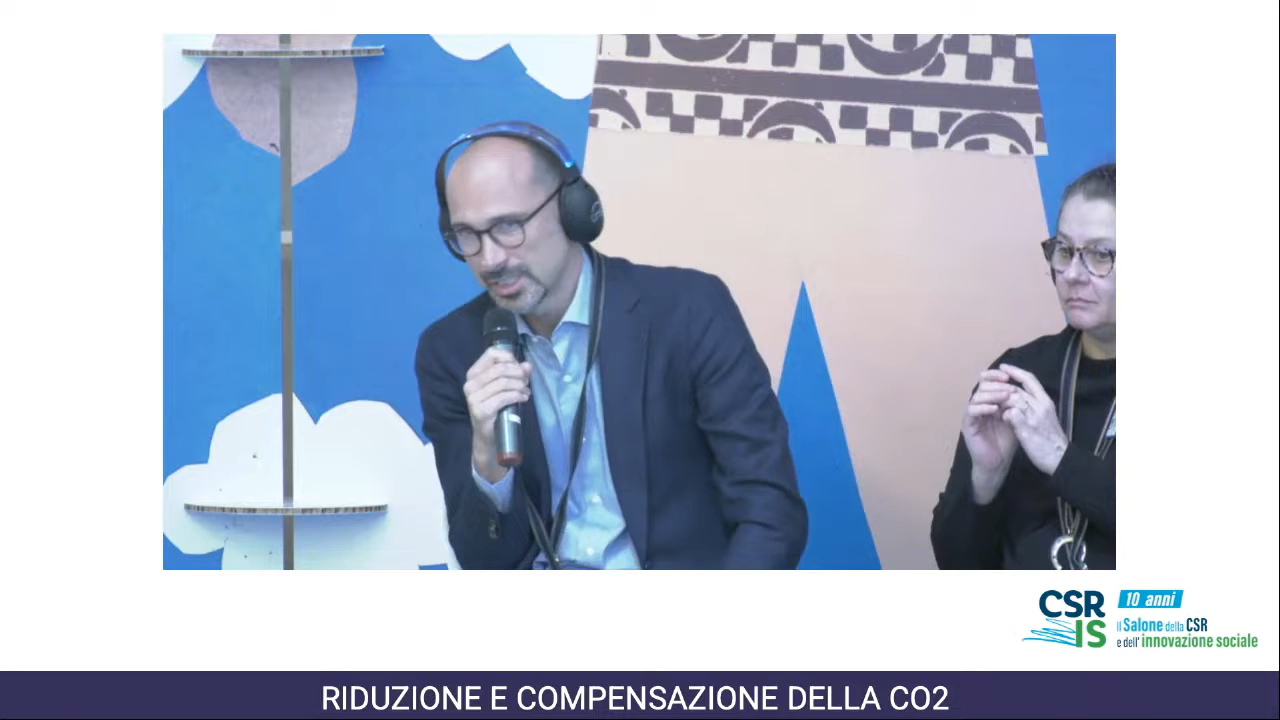 CSR
IS
10 anni
il Salone della CSR
e dell'innovazione sociale
RIDUZIONE E COMPENSAZIONE DELLA CO2